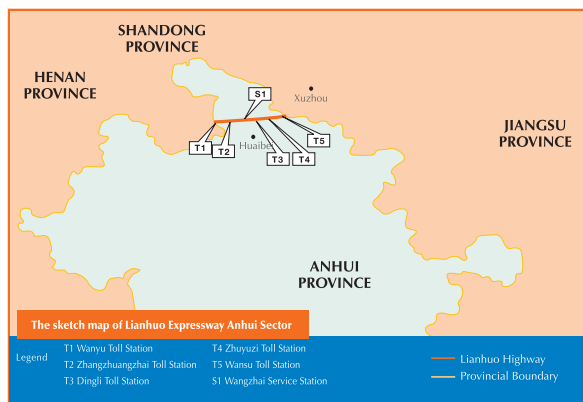 SHANDONG
PROVINCE
HENAN
PROVINCE
S1
Xuzhou
JIANGSU
PROVINCE
T1
T2
Huaibei
T3
T4
T5
ANHUI
PROVINCE
The sketch map of Lianhuo Expressway Anhui Sector
Legend
T1 Wanyu Toll Station
T2 Zhangzhuangzhai Toll Station
T3 Dingli Toll Station
T4 Zhuyuzi Toll Station
T5 Wansu Toll Station
S1 Wangzhai Service Station
Lianhuo Highway
Provincial Boundary